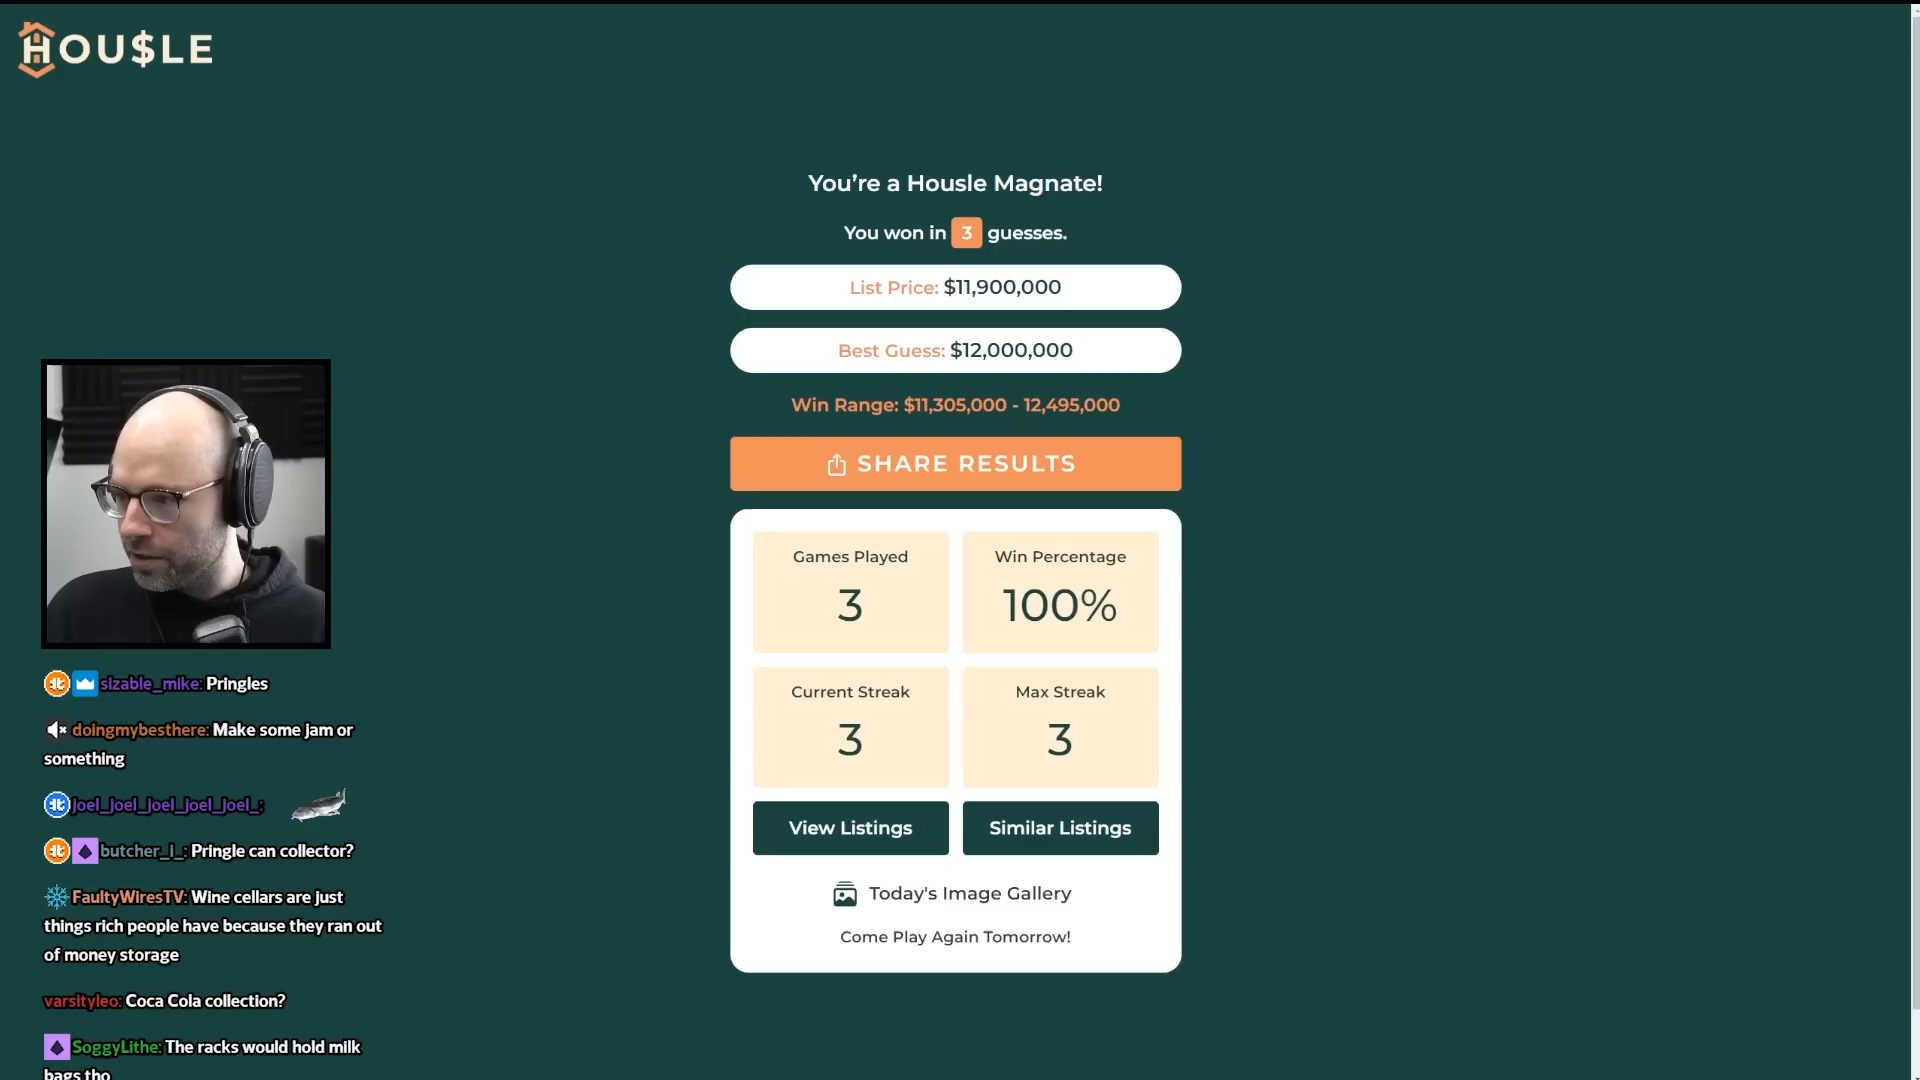 HOU$LE
You're a Housle Magnate!
You won in 3 guesses.
List Price: $11,900,000
Best Guess: $12,000,000
Win Range: $11,305,000 - 12,495,000
SHARE RESULTS
Games Played
3
Win Percentage
100%
Current Streak
3
Max Streak
3
View Listings
Similar Listings
Today's Image Gallery
Come Play Again Tomorrow!
sizable_mike: Pringles
doingmybesthere: Make some jam or
something
joel_joel_joel_joel_joel_:
butcher_i_: Pringle can collector?
FaultyWiresTV: Wine cellars are just
things rich people have because they ran out
of money storage
varsityleo: Coca Cola collection?
SoggyLithe: The racks would hold milk
bags tho